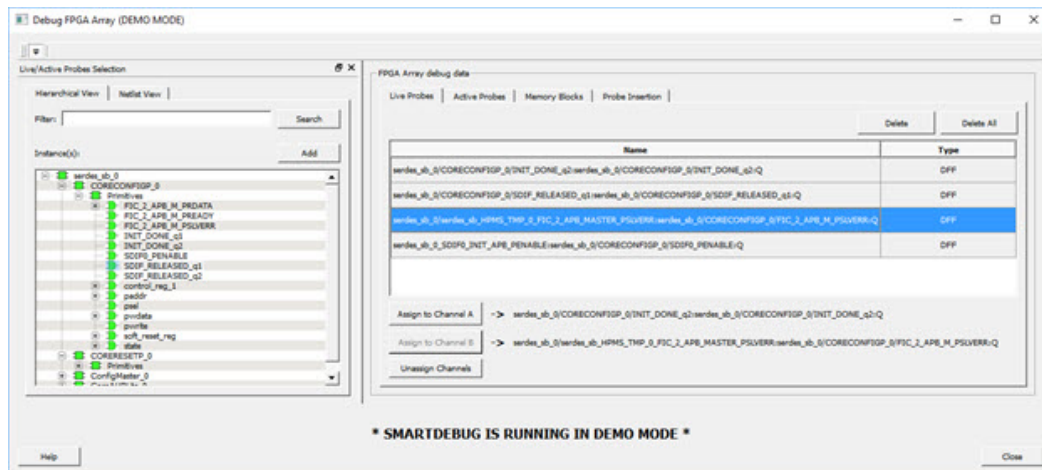 Debug FPGA Array (DEMO MODE)
Live/Active Probes Selection
Hierarchical View
Netlist View
Filter:
Search
Instance(s):
Add
serdes_sb_0
CORECONFIGP_0
Primitives
FIC_2_APB_M_PRDATA
FIC_2_APB_M_PREADY
FIC_2_APB_M_PSLVERR
INIT_DONE_q1
INIT_DONE_q2
SDIF0_PENABLE
SDIF_RELEASED_q1
SDIF_RELEASED_q2
control_reg_1
paddr
psel
pwdata
pwrite
soft_reset_reg
state
CORERESETP_0
Primitives
ConfigMaster_0
FPGA Array debug data
Live Probes
Active Probes
Memory Blocks
Probe Insertion
Delete
Delete All
Name
Type
serdes_sb_0/CORECONFIGP_0/INIT_DONE_q2:serdes_sb_0/CORECONFIGP_0/INIT_DONE_q2:Q
DFF
serdes_sb_0/CORECONFIGP_0/SDIF_RELEASED_q1:serdes_sb_0/CORECONFIGP_0/SDIF_RELEASED_q1:Q
DFF
serdes_sb_0/serdes_sb_HPMS_TMP_0_FIC_2_APB_MASTER_PSLVERR:serdes_sb_0/CORECONFIGP_0/FIC_2_APB_M_PSLVERR:Q
DFF
serdes_sb_0_SDIF0_INIT_APB_PENABLE:serdes_sb_0/CORECONFIGP_0/SDIF0_PENABLE:Q
DFF
Assign to Channel A
-> serdes_sb_0/CORECONFIGP_0/INIT_DONE_q2:serdes_sb_0/CORECONFIGP_0/INIT_DONE_q2:Q
Assign to Channel B
-> serdes_sb_0/serdes_sb_HPMS_TMP_0_FIC_2_APB_MASTER_PSLVERR:serdes_sb_0/CORECONFIGP_0/FIC_2_APB_M_PSLVERR:Q
Unassign Channels
* SMARTDEBUG IS RUNNING IN DEMO MODE *
Help
Close